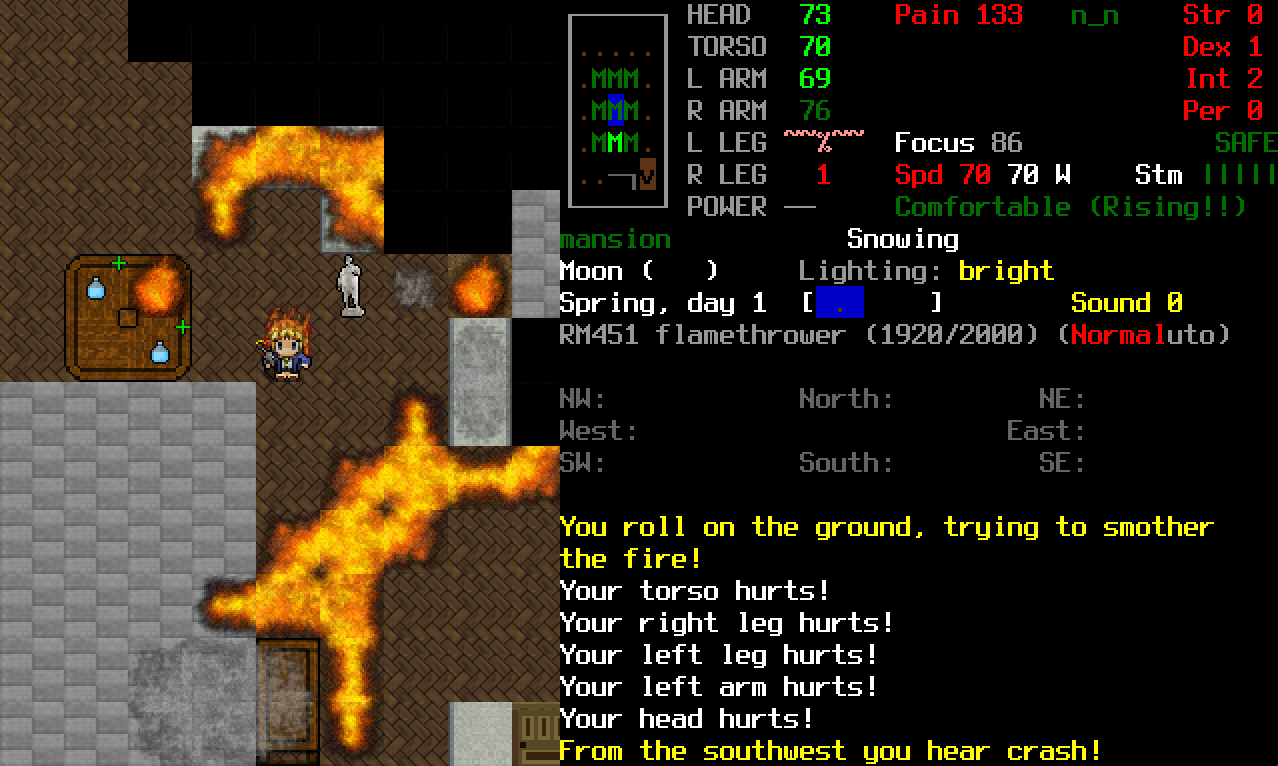 HEAD 73 Pain 133 n_n Str 0
TORSO 70 Dex 1
.....
.MMM. L ARM 69 Int 2
.MMM. R ARM 76 Per 0
.MMM. L LEG % Focus 86 SAFE
.. v R LEG 1 Spd 70 70 W Stm |||||
POWER -- Comfortable (Rising!!)
mansion Snowing
Moon ( ) Lighting: bright
Spring, day 1 [ . ] Sound 0
RM451 flamethrower (1920/2000) (Normaluto)
NW: North: NE:
West: East:
SW: South: SE:
You roll on the ground, trying to smother
the fire!
Your torso hurts!
Your right leg hurts!
Your left leg hurts!
Your left arm hurts!
Your head hurts!
From the southwest you hear crash!